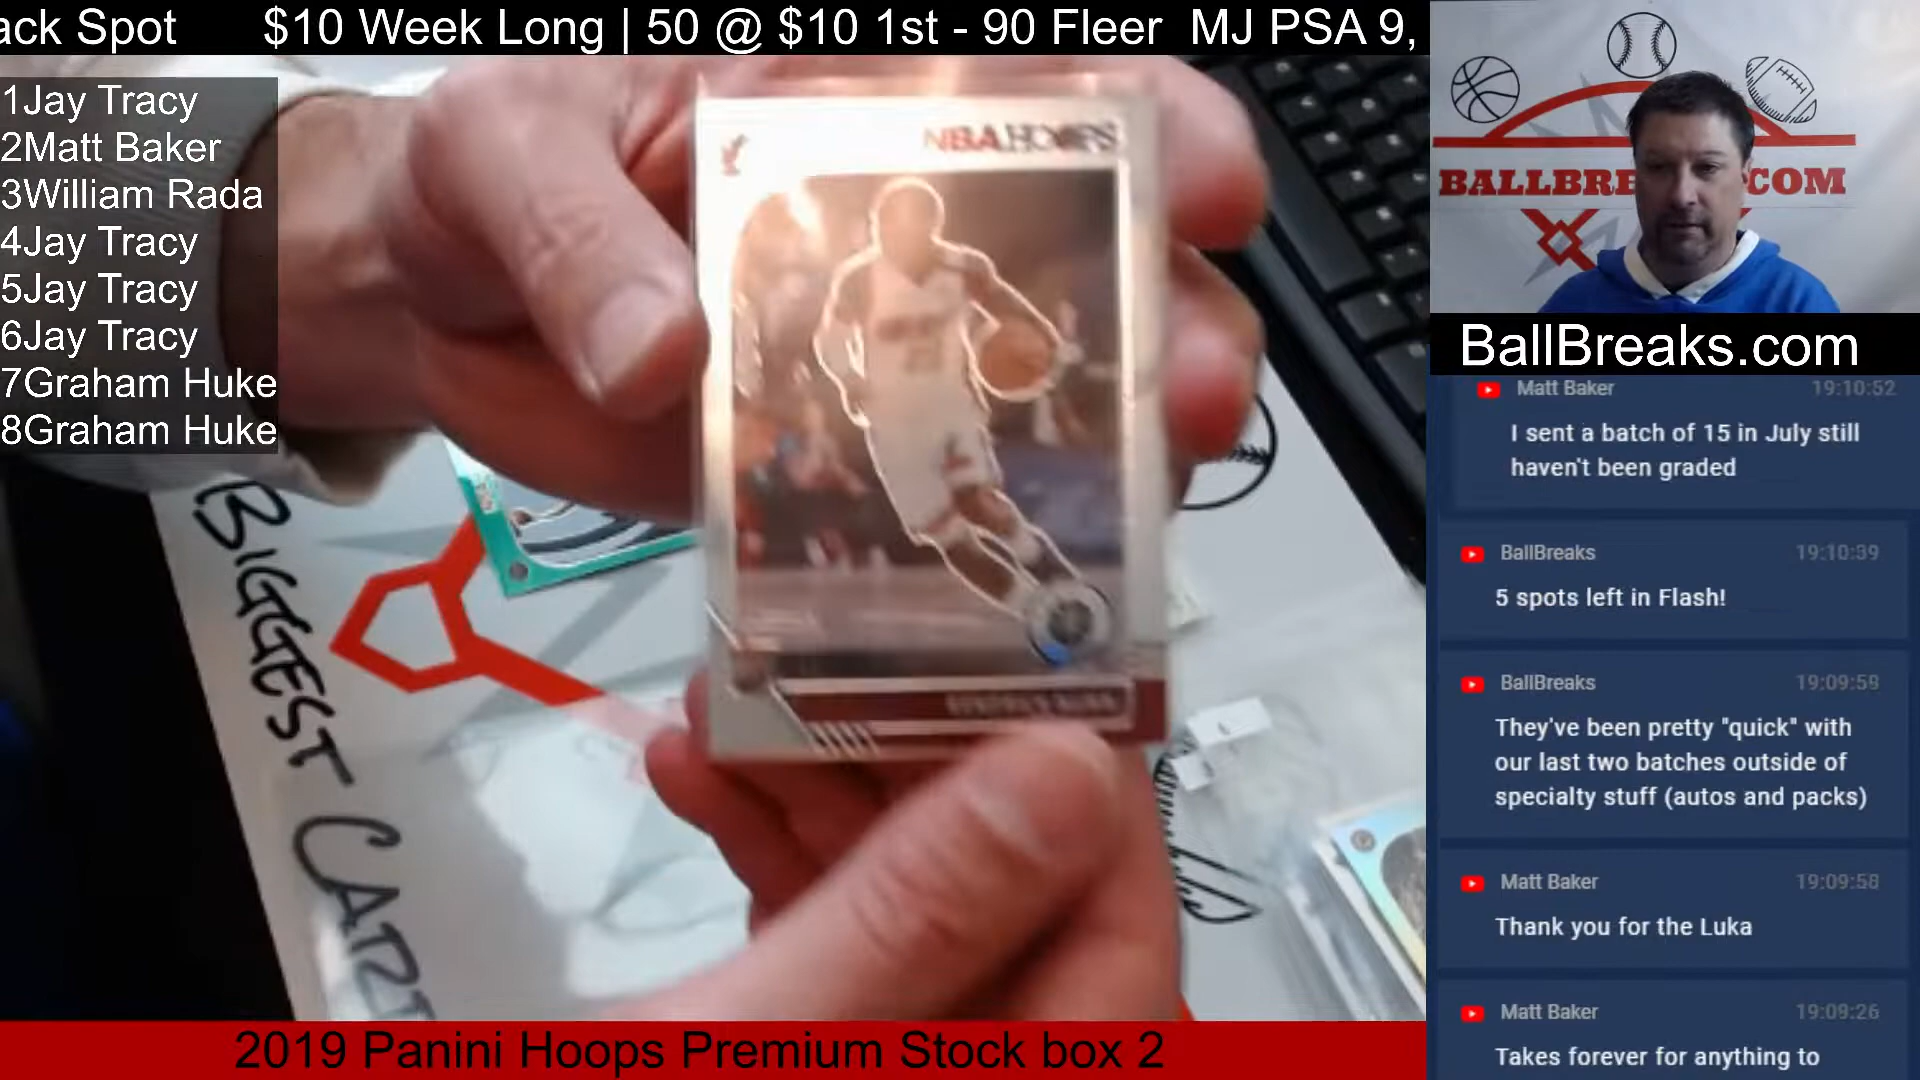 ack Spot $10 Week Long | 50 @ $10 1st - 90 Fleer MJ PSA 9,
1Jay Tracy
2Matt Baker
3William Rada
4Jay Tracy
5Jay Tracy
6Jay Tracy
7Graham Huke
8Graham Huke
NBA HOOPS
BIGGEST
2019 Panini Hoops Premium Stock box 2
BALLBRE COM
BallBreaks.com
Matt Baker 19:10:52
I sent a batch of 15 in July still
haven't been graded
BallBreaks 19:10:39
5 spots left in Flash!
BallBreaks 19:09:59
They've been pretty "quick" with
our last two batches outside of
specialty stuff (autos and packs)
Matt Baker 19:09:58
Thank you for the Luka
Matt Baker 19:09:26
Takes forever for anything to